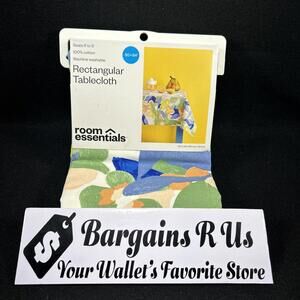 Seats 6 to 8
100% cotton
Machine washable
Rectangular
Tablecloth
room
essentials
$
Bargains R Us
Your Wallet's Favorite Store